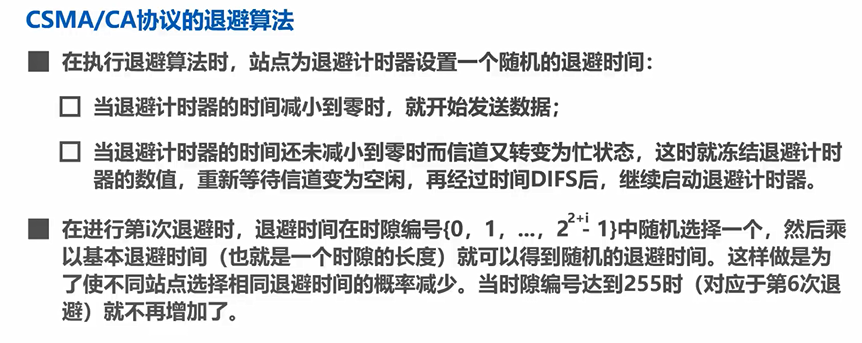 CSMA/CA协议的退避算法
在执行退避算法时，站点为退避计时器设置一个随机的退避时间：
当退避计时器的时间减小到零时，就开始发送数据；
当退避计时器的时间还未减小到零时而信道又转变为忙状态，这时就冻结退避计时
器的数值，重新等待信道变为空闲，再经过时间DIFS后，继续启动退避计时器。
在进行第i次退避时，退避时间在时隙编号{0，1，...，2²⁺ⁱ- 1}中随机选择一个，然后乘
以基本退避时间（也就是一个时隙的长度）就可以得到随机的退避时间。这样做是为
了使不同站点选择相同退避时间的概率减少。当时隙编号达到255时（对应于第6次退
避）就不再增加了。